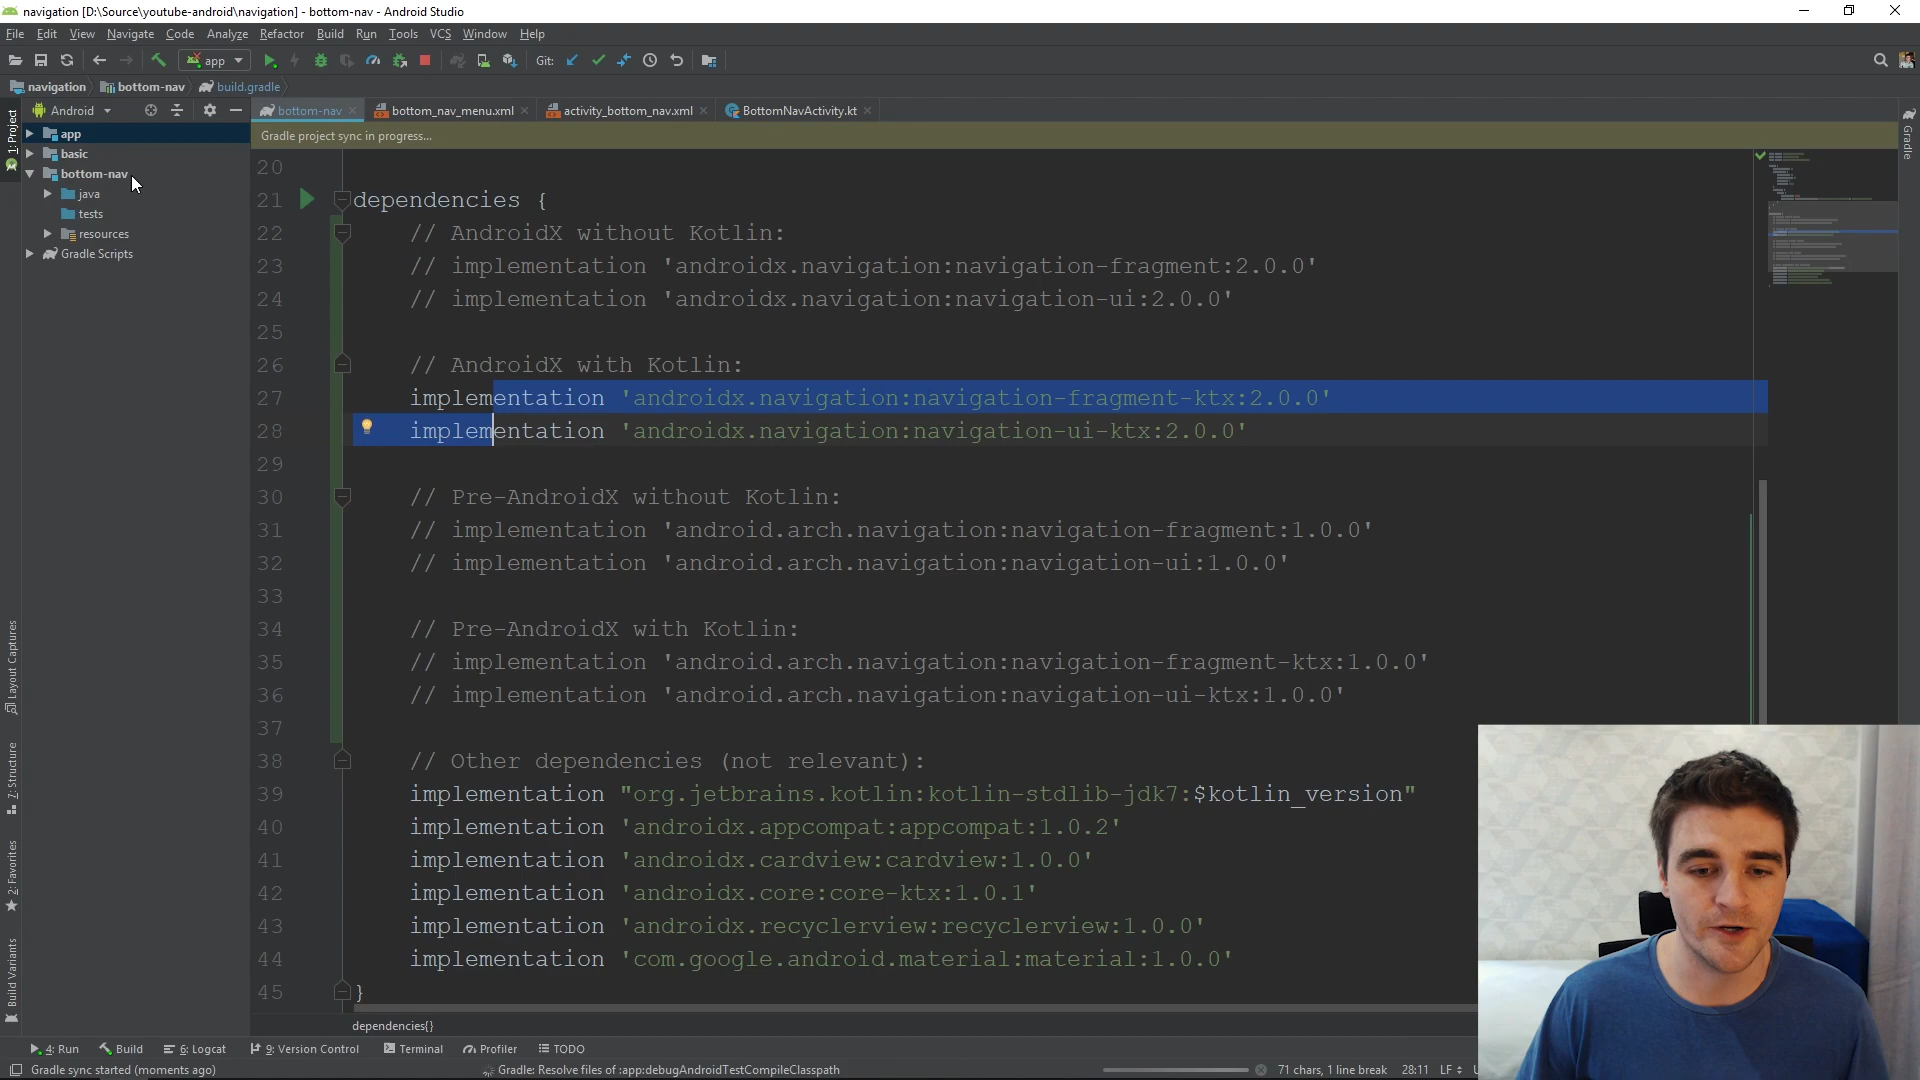 navigation [D:\Source\youtube-android\navigation] - bottom-nav - Android Studio
File Edit View Navigate Code Analyze Refactor Build Run Tools VCS Window Help
app Git:
navigation bottom-nav build.gradle
Android bottom-nav bottom_nav_menu.xml activity_bottom_nav.xml BottomNavActivity.kt
Gradle project sync in progress...
1: Project
app
basic
bottom-nav
java
tests
resources
Gradle Scripts
Layout Captures
7: Structure
2: Favorites
Build Variants
Gradle
20
21 dependencies {
22 // AndroidX without Kotlin:
23 // implementation 'androidx.navigation:navigation-fragment:2.0.0'
24 // implementation 'androidx.navigation:navigation-ui:2.0.0'
25
26 // AndroidX with Kotlin:
27 implementation 'androidx.navigation:navigation-fragment-ktx:2.0.0'
28 implementation 'androidx.navigation:navigation-ui-ktx:2.0.0'
29
30 // Pre-AndroidX without Kotlin:
31 // implementation 'android.arch.navigation:navigation-fragment:1.0.0'
32 // implementation 'android.arch.navigation:navigation-ui:1.0.0'
33
34 // Pre-AndroidX with Kotlin:
35 // implementation 'android.arch.navigation:navigation-fragment-ktx:1.0.0'
36 // implementation 'android.arch.navigation:navigation-ui-ktx:1.0.0'
37
38 // Other dependencies (not relevant):
39 implementation "org.jetbrains.kotlin:kotlin-stdlib-jdk7:$kotlin_version"
40 implementation 'androidx.appcompat:appcompat:1.0.2'
41 implementation 'androidx.cardview:cardview:1.0.0'
42 implementation 'androidx.core:core-ktx:1.0.1'
43 implementation 'androidx.recyclerview:recyclerview:1.0.0'
44 implementation 'com.google.android.material:material:1.0.0'
45 }
dependencies{}
4: Run Build 6: Logcat 9: Version Control Terminal Profiler TODO
Gradle sync started (moments ago) Gradle: Resolve files of :app:debugAndroidTestCompileClasspath 71 chars, 1 line break 28:11 LF